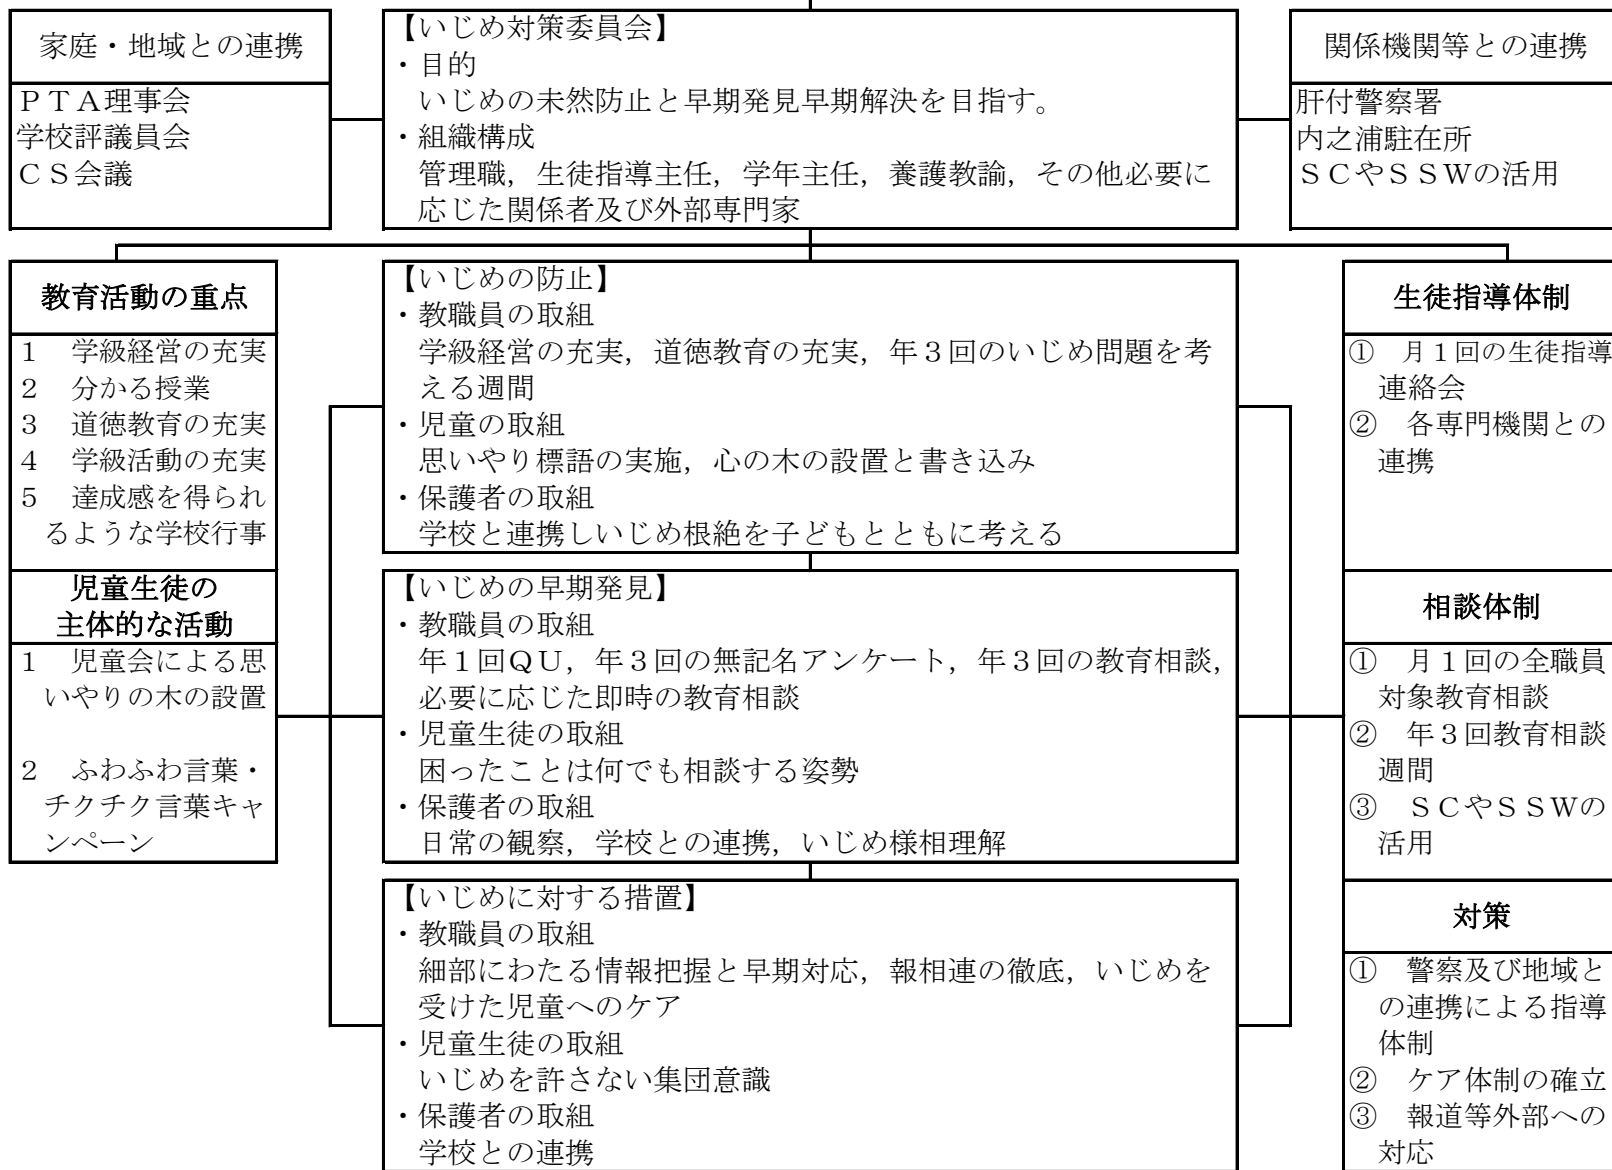 家庭・地域との連携
ＰＴＡ理事会
学校評議員会
ＣＳ会議
【いじめ対策委員会】
・目的
いじめの未然防止と早期発見早期解決を目指す。
・組織構成
管理職，生徒指導主任，学年主任，養護教諭，その他必要に
応じた関係者及び外部専門家
関係機関等との連携
肝付警察署
内之浦駐在所
ＳＣやＳＳＷの活用
教育活動の重点
１　学級経営の充実
２　分かる授業
３　道徳教育の充実
４　学級活動の充実
５　達成感を得られ
るような学校行事
児童生徒の
主体的な活動
１　児童会による思
いやりの木の設置
２　ふわふわ言葉・
チクチク言葉キャ
ンペーン
【いじめの防止】
・教職員の取組
学級経営の充実，道徳教育の充実，年３回のいじめ問題を考
える週間
・児童の取組
思いやり標語の実施，心の木の設置と書き込み
・保護者の取組
学校と連携しいじめ根絶を子どもとともに考える
【いじめの早期発見】
・教職員の取組
年１回ＱＵ，年３回の無記名アンケート，年３回の教育相談，
必要に応じた即時の教育相談
・児童生徒の取組
困ったことは何でも相談する姿勢
・保護者の取組
日常の観察，学校との連携，いじめ様相理解
【いじめに対する措置】
・教職員の取組
細部にわたる情報把握と早期対応，報相連の徹底，いじめを
受けた児童へのケア
・児童生徒の取組
いじめを許さない集団意識
・保護者の取組
学校との連携
生徒指導体制
①　月１回の生徒指導
連絡会
②　各専門機関との
連携
相談体制
①　月１回の全職員
対象教育相談
②　年３回教育相談
週間
③　ＳＣやＳＳＷの
活用
対策
①　警察及び地域と
の連携による指導
体制
②　ケア体制の確立
③　報道等外部への
対応